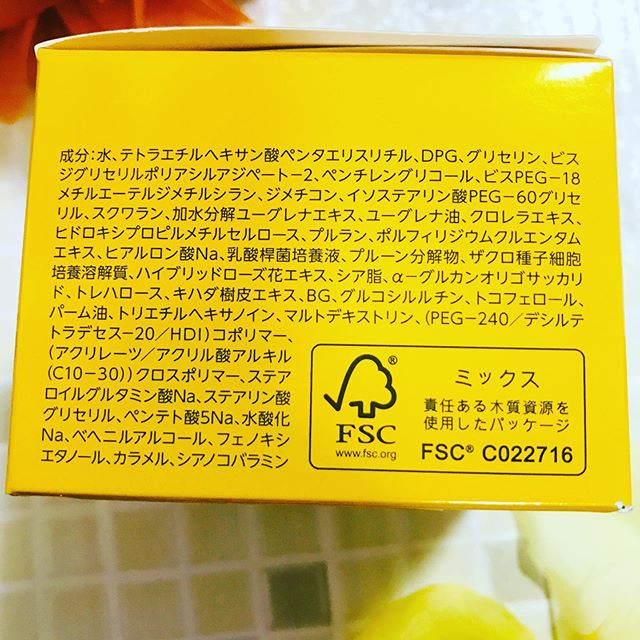 成分：水、テトラエチルヘキサン酸ペンタエリスリチル、DPG、グリセリン、ビス
ジグリセリルポリアシルアジペート-2、ペンチレングリコール、ビスPEG-18
メチルエーテルジメチルシラン、ジメチコン、イソステアリン酸PEG-60グリセ
リル、スクワラン、加水分解ユーグレナエキス、ユーグレナ油、クロレラエキス、
ヒドロキシプロピルメチルセルロース、プルラン、ポルフィリジウムクルエンタム
エキス、ヒアルロン酸Na、乳酸桿菌培養液、プルーン分解物、ザクロ種子細胞
培養溶解質、ハイブリッドローズ花エキス、シア脂、α-グルカンオリゴサッカリ
ド、トレハロース、キハダ樹皮エキス、BG、グルコシルルチン、トコフェロール、
パーム油、トリエチルヘキサノイン、マルトデキストリン、（PEG-240／デシルテ
トラデセス-20／HDI）コポリマー、
（アクリレーツ／アクリル酸アルキル
（C10-30））クロスポリマー、ステア
ロイルグルタミン酸Na、ステアリン酸
グリセリル、ペンテト酸5Na、水酸化
Na、ベヘニルアルコール、フェノキシ
エタノール、カラメル、シアノコバラミン
®
FSC
www.fsc.org
ミックス
責任ある木質資源を
使用したパッケージ
FSC® C022716